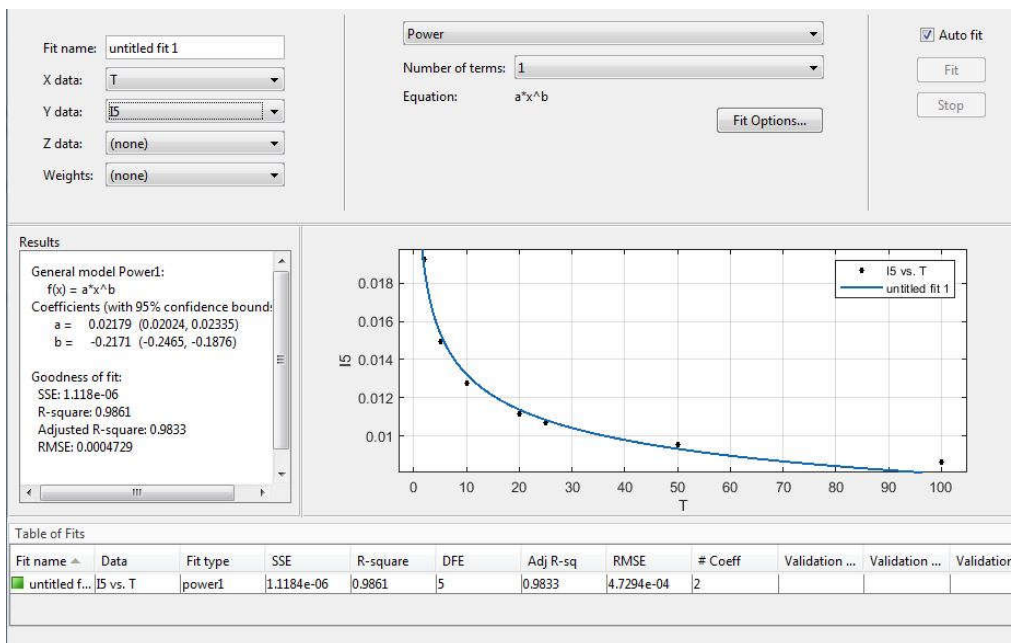 Fit name: untitled fit 1
X data: T
Y data: I5
Z data: (none)
Weights: (none)
Power
Number of terms: 1
Equation: a*x^b
Fit Options...
Auto fit
Fit
Stop
Results
General model Power1:
f(x) = a*x^b
Coefficients (with 95% confidence bounds
a = 0.02179 (0.02024, 0.02335)
b = -0.2171 (-0.2465, -0.1876)
Goodness of fit:
SSE: 1.118e-06
R-square: 0.9861
Adjusted R-square: 0.9833
RMSE: 0.0004729
0.018
0.016
0.014
0.012
0.01
I5
0 10 20 30 40 50 60 70 80 90 100
T
I5 vs. T
untitled fit 1
Table of Fits
Fit name Data Fit type SSE R-square DFE Adj R-sq RMSE # Coeff Validation ... Validation ... Validation
untitled f... I5 vs. T power1 1.1184e-06 0.9861 5 0.9833 4.7294e-04 2